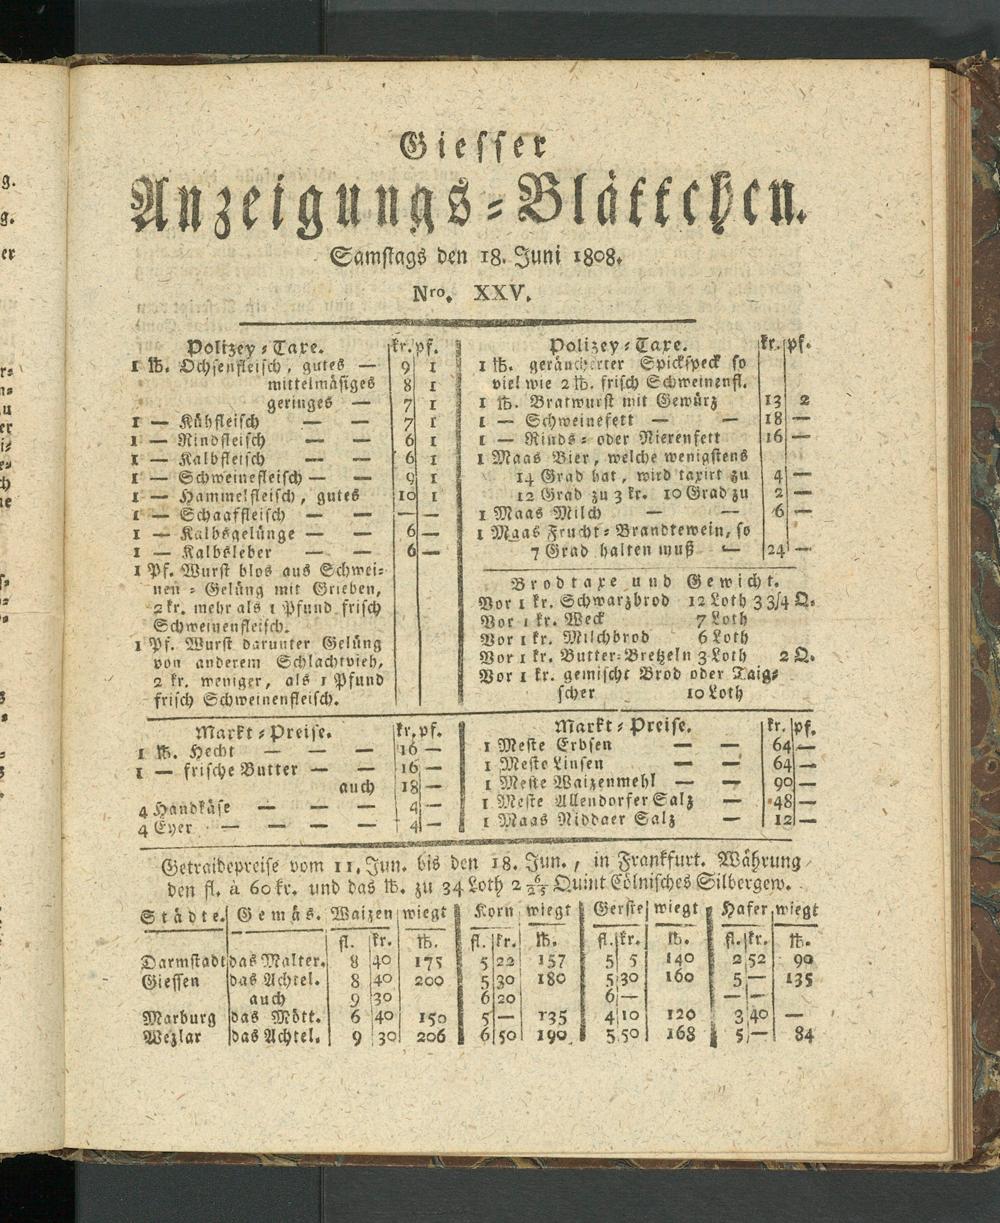 Giesser
Anzeigungs-Blättchen.
Samstags den 18. Juni 1808.
Nro. XXV.
Polizey-Taxe. kr. pf.
1 ℔. Ochsenfleisch, gutes — 9 1
mittelmäsiges 8 1
geringes — 7 1
1 — Kühfleisch — — 7 1
1 — Rindfleisch — — 6 1
1 — Kalbfleisch — — 6 1
1 — Schweinefleisch — — 9 1
1 — Hammelfleisch, gutes 10 1
1 — Schaaffleisch — — — —
1 — Kalbsgelünge — — 6 —
1 — Kalbsleber — — 6 —
1 Pf. Wurst blos aus Schwei-
nen-Gelüng mit Grieben,
2 kr. mehr als 1 Pfund frisch
Schweinenfleisch.
1 Pf. Wurst darunter Gelüng
von anderem Schlachtvieh,
2 kr. weniger, als 1 Pfund
frisch Schweinenfleisch.
Polizey-Taxe. kr. pf.
1 ℔. geräucherter Spickspeck so
viel wie 2 ℔. frisch Schweinenfl.
1 ℔. Bratwurst mit Gewürz 13 2
1 — Schweinefett — — 18 —
1 — Rinds- oder Nierenfett 16 —
1 Maas Bier, welche wenigstens
14 Grad hat, wird taxirt zu 4 —
12 Grad zu 3 kr. 10 Grad zu 2 —
1 Maas Milch — — 6 —
1 Maas Frucht-Brandtewein, so
7 Grad halten muß — 24 —
Brodtaxe und Gewicht.
Vor 1 kr. Schwarzbrod 12 Loth 3 3/4 Q.
Vor 1 kr. Weck 7 Loth
Vor 1 kr. Milchbrod 6 Loth
Vor 1 kr. Butter-Bretzeln 3 Loth 2 Q.
Vor 1 kr. gemischt Brod oder Taig-
scher 10 Loth
Markt-Preise. kr. pf.
1 ℔. Hecht — — — 16 —
1 — frische Butter — — 16 —
auch 18 —
4 Handkäse — — — 4 —
4 Eyer — — — — 4 —
Markt-Preise. kr. pf.
1 Meste Erbsen — — 64 —
1 Meste Linsen — — 64 —
1 Meste Waizenmehl — — 90 —
1 Meste Allendorfer Salz — 48 —
1 Maas Niddaer Salz — 12 —
Getraidepreise vom 11. Jun. bis den 18. Jun., in Frankfurt. Währung
den fl. à 60 kr. und das ℔. zu 34 Loth 2 6/25 Quint Cölnisches Silbergew.
Städte. Gemäs. Waizen wiegt Korn wiegt Gerste wiegt Hafer wiegt
fl. kr. ℔. fl. kr. ℔. fl. kr. ℔. fl. kr. ℔.
Darmstadt das Malter. 8 40 175 5 22 157 5 5 140 2 52 90
Giessen das Achtel. 8 40 200 5 30 180 5 30 160 5 — 135
auch 9 30 6 20 6 — — —
Marburg das Mött. 6 40 150 5 — 135 4 10 120 3 40 —
Wezlar das Achtel. 9 30 206 6 50 190 5 50 168 5 — 84